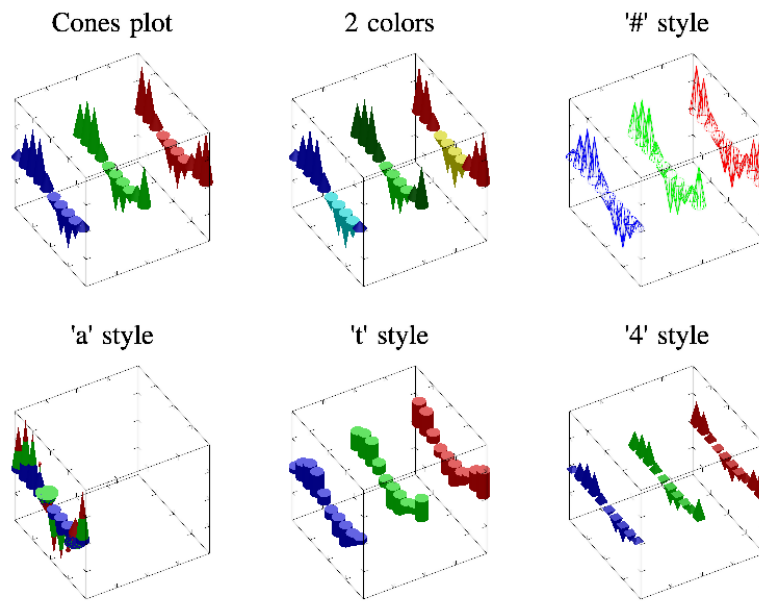 Cones plot
2 colors
'#' style
'a' style
't' style
'4' style